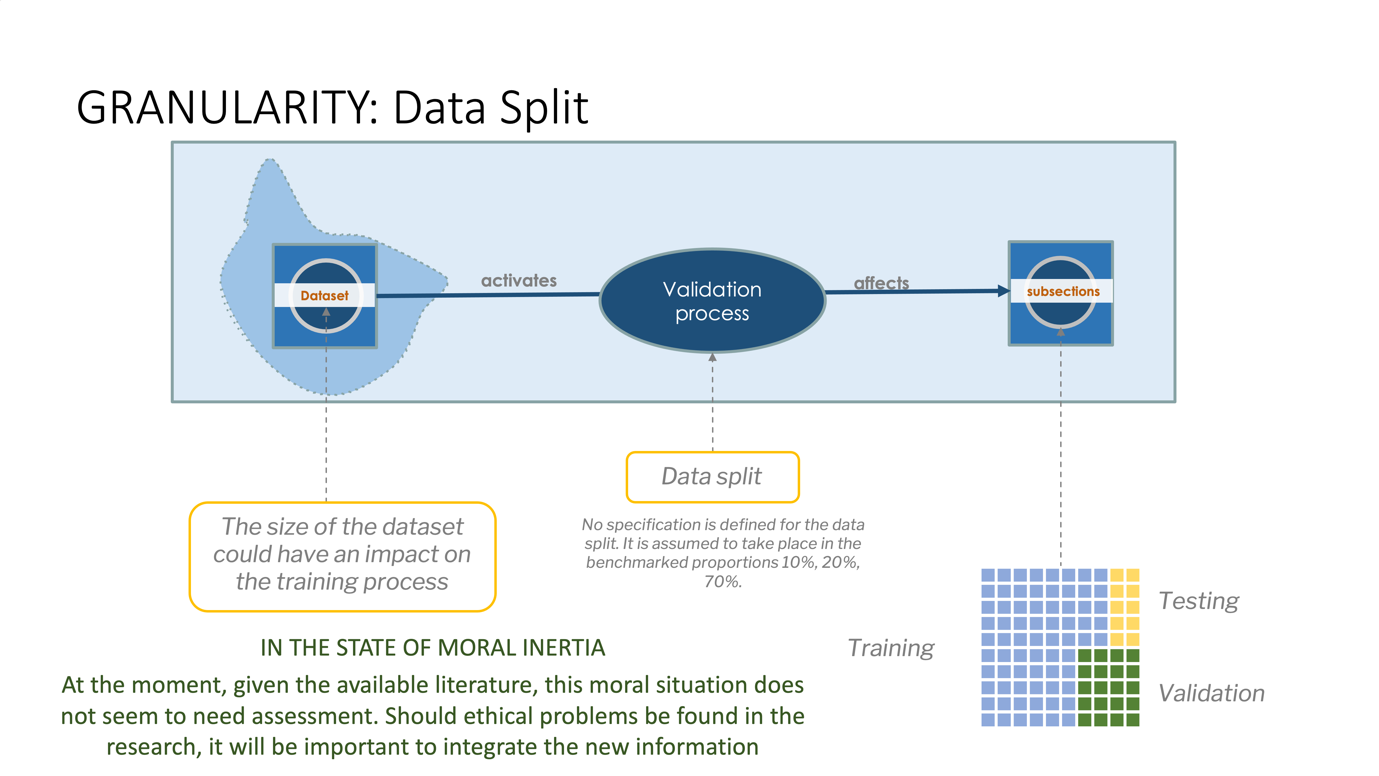 GRANULARITY: Data Split
activates
affects
Dataset
Validation
process
subsections
Data split
The size of the dataset
could have an impact on
the training process
No specification is defined for the data
split. It is assumed to take place in the
benchmarked proportions 10%, 20%,
70%.
Testing
Training
Validation
IN THE STATE OF MORAL INERTIA
At the moment, given the available literature, this moral situation does
not seem to need assessment. Should ethical problems be found in the
research, it will be important to integrate the new information